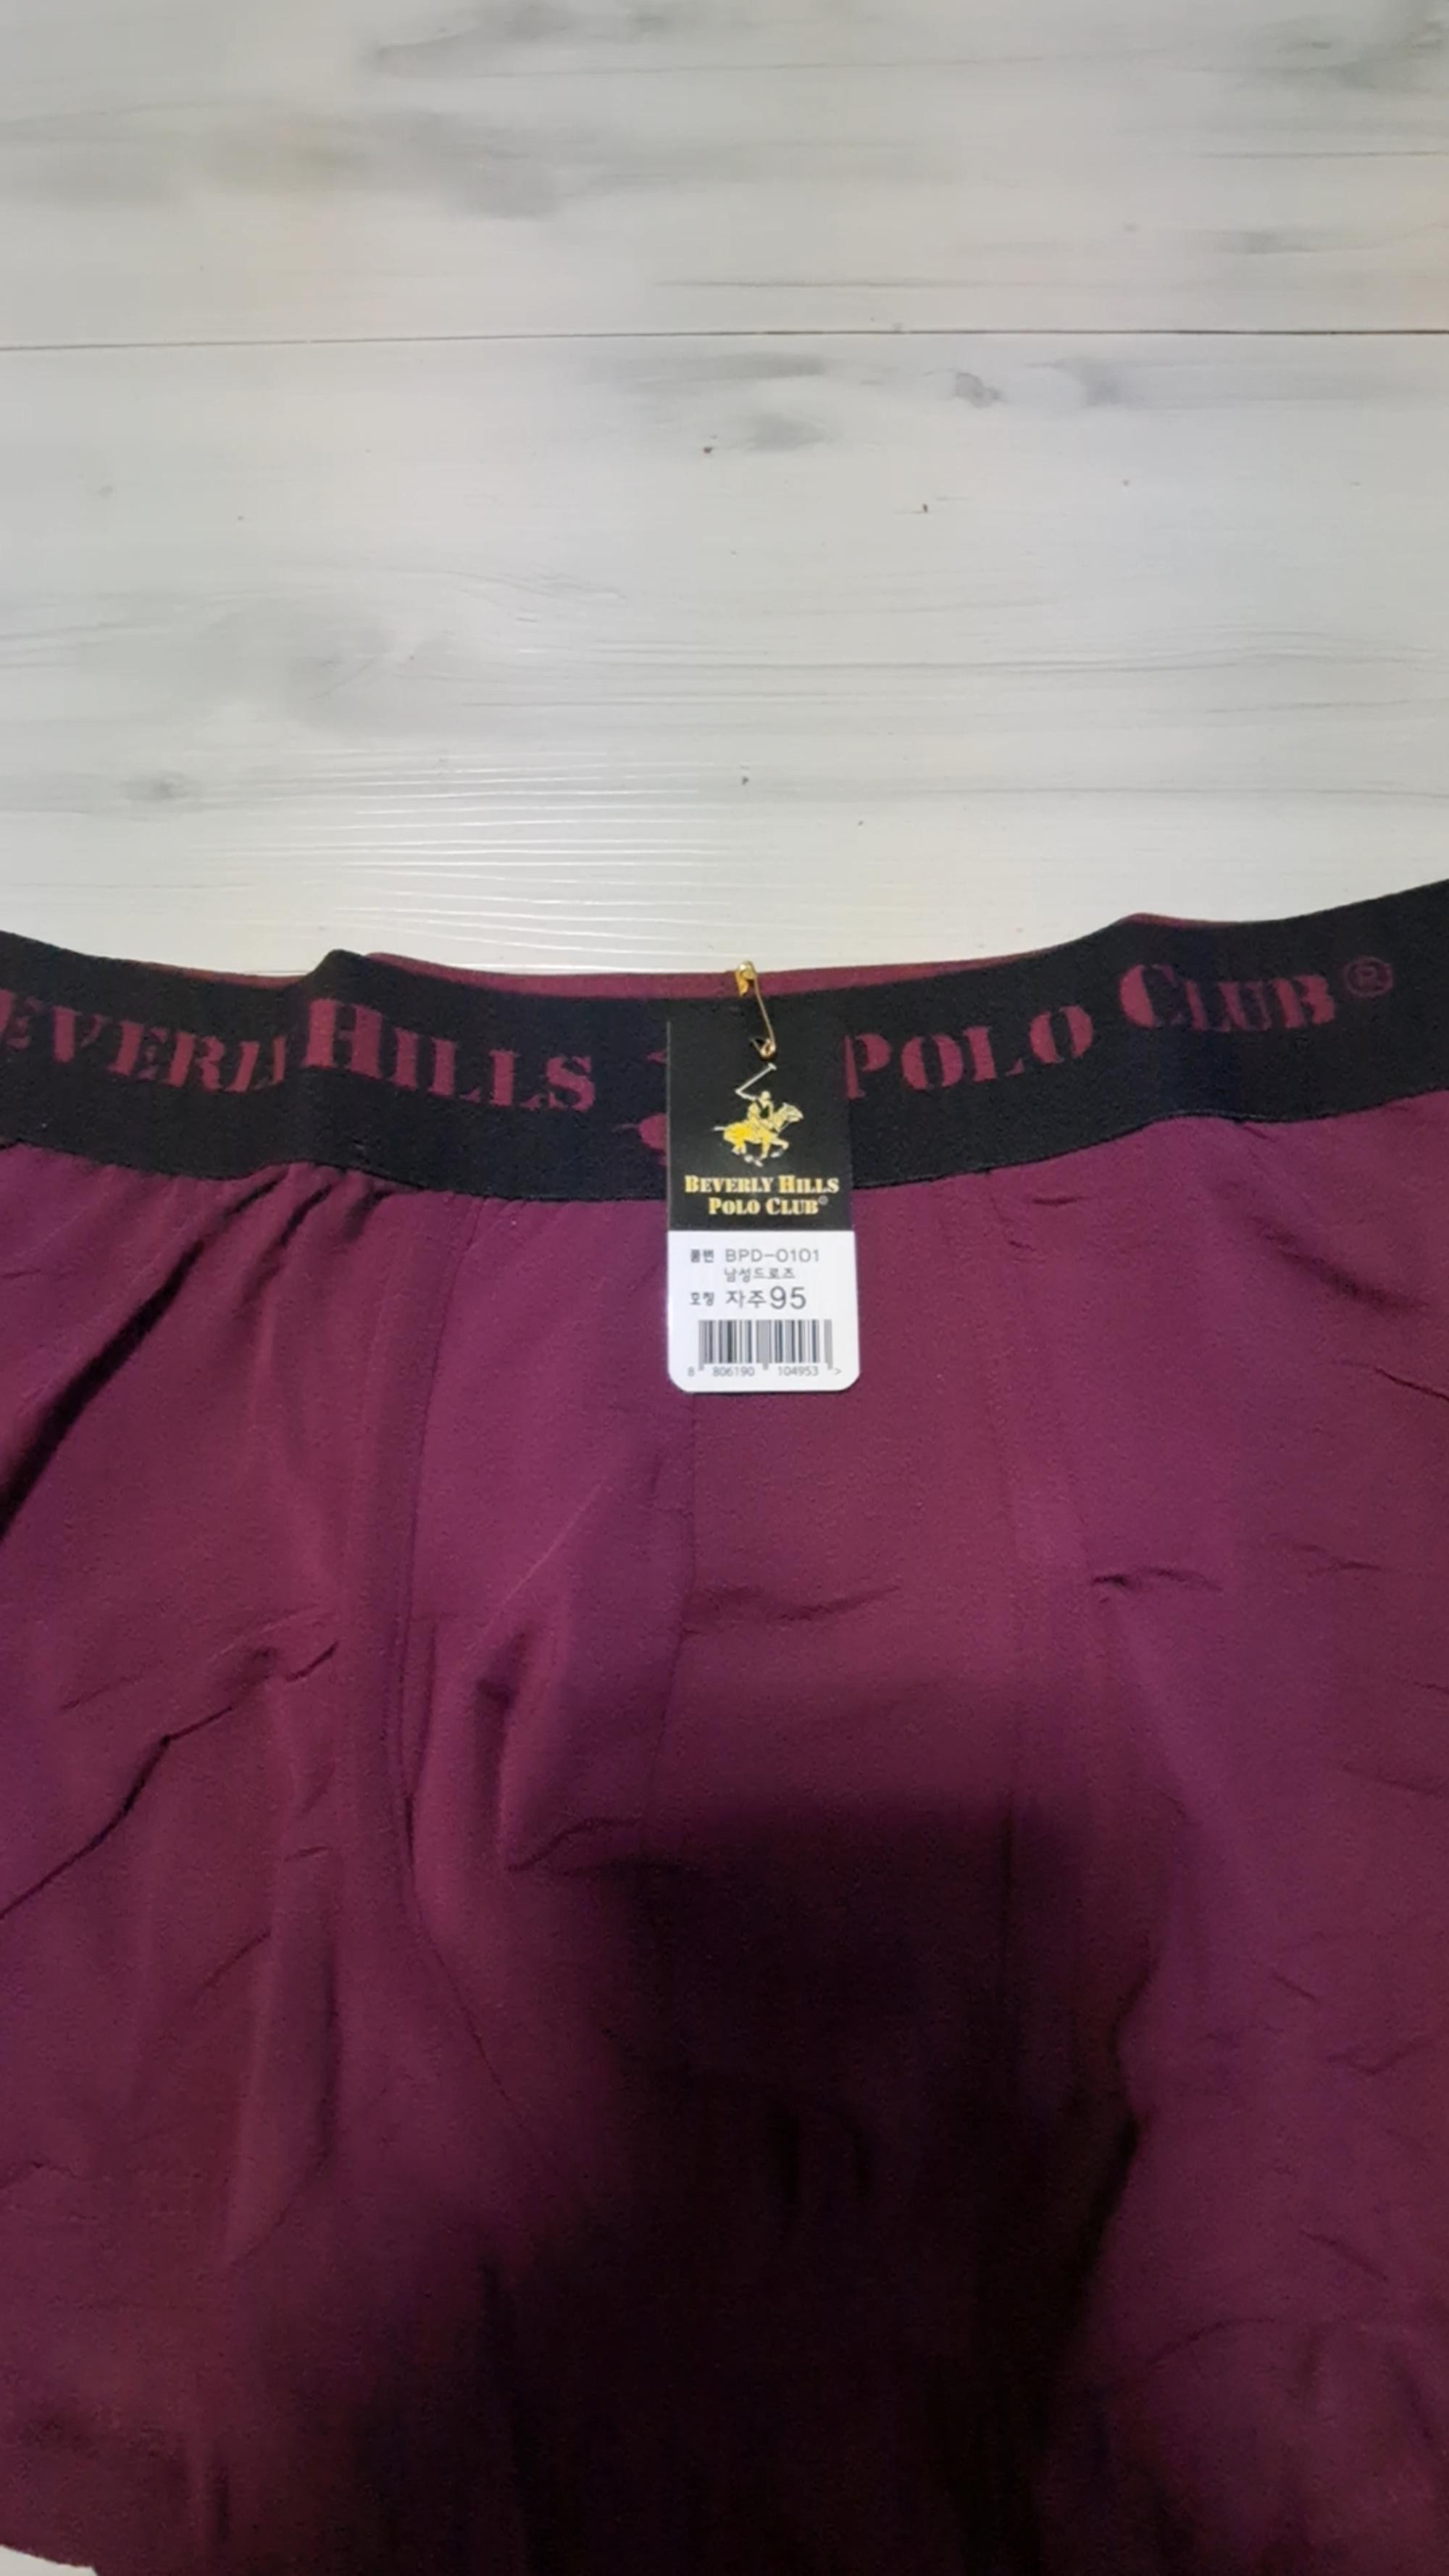 EVERLY HILLS POLO CLUB®
BEVERLY HILLS
POLO CLUB®
품번 BPD-0101
남성드로즈
호칭 자주95
8 806190 104953 >